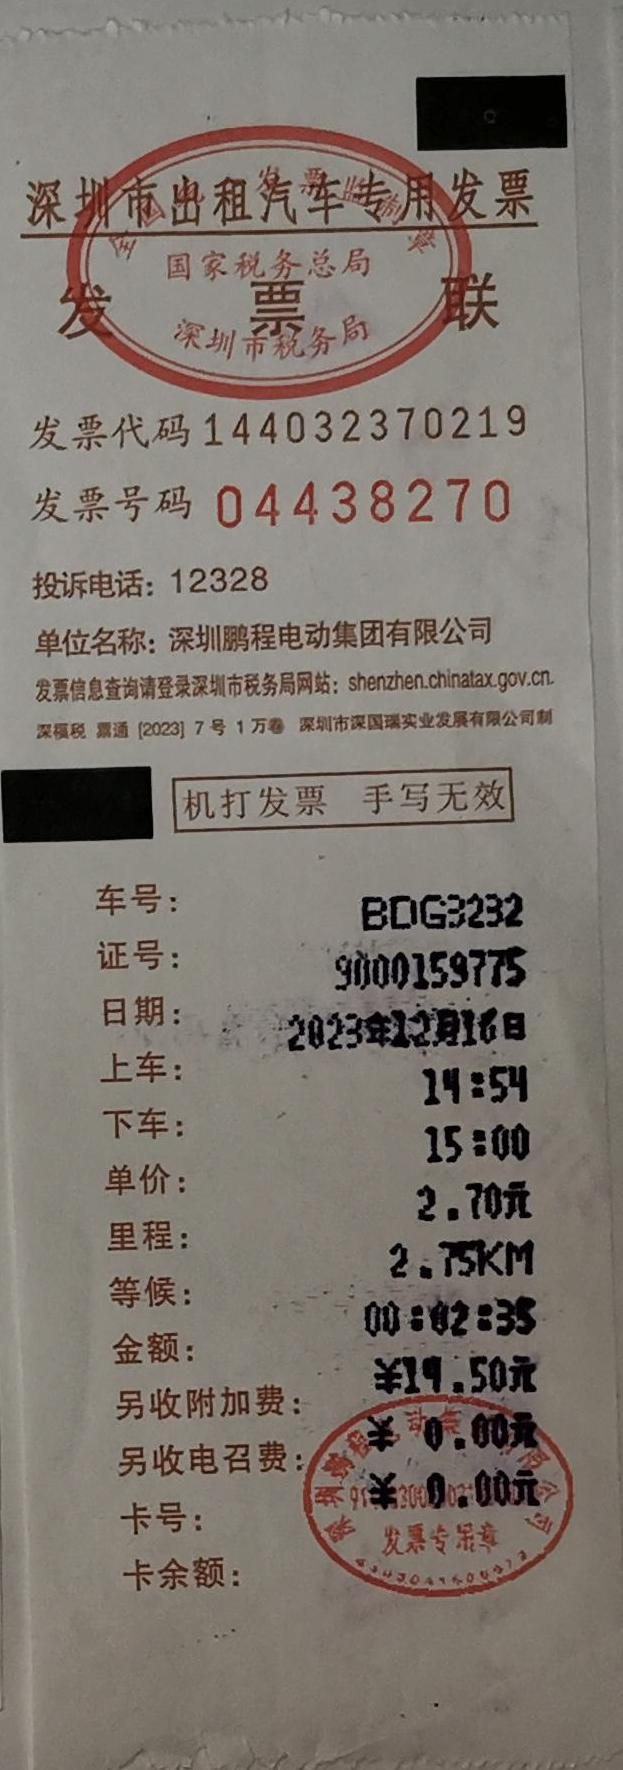 深圳市出租汽车专用发票
国家税务总局
发票联
深圳市税务局
发票代码 144032370219
发票号码 04438270
投诉电话：12328
单位名称：深圳鹏程电动集团有限公司
发票信息查询请登录深圳市税务局网站：shenzhen.chinatax.gov.cn.
深福税 票通 [2023] 7 号 1 万卷 深圳市深国瑞实业发展有限公司制
机打发票 手写无效
车号： BDG3232
证号： 9000159775
日期： 2023年12月16日
上车： 14:54
下车： 15:00
单价： 2.70元
里程： 2.75KM
等候： 00:02:35
金额： ¥19.50元
另收附加费： ¥ 0.00元
另收电召费： ¥ 0.00元
发票专用章
卡号：
卡余额：